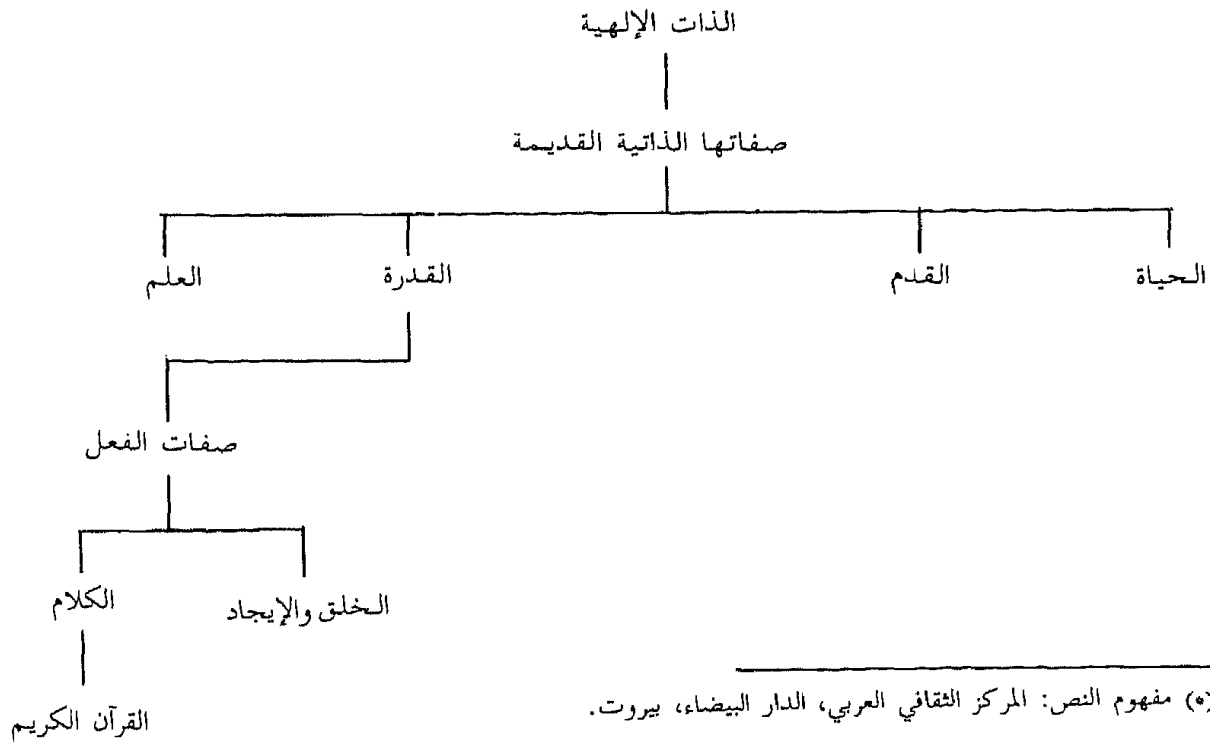 الذات الإلهية
صفاتها الذاتية القديمة
الحياة القدم القدرة العلم
صفات الفعل
الخلق والإيجاد الكلام
القرآن الكريم
(*) مفهوم النص: المركز الثقافي العربي، الدار البيضاء، بيروت.